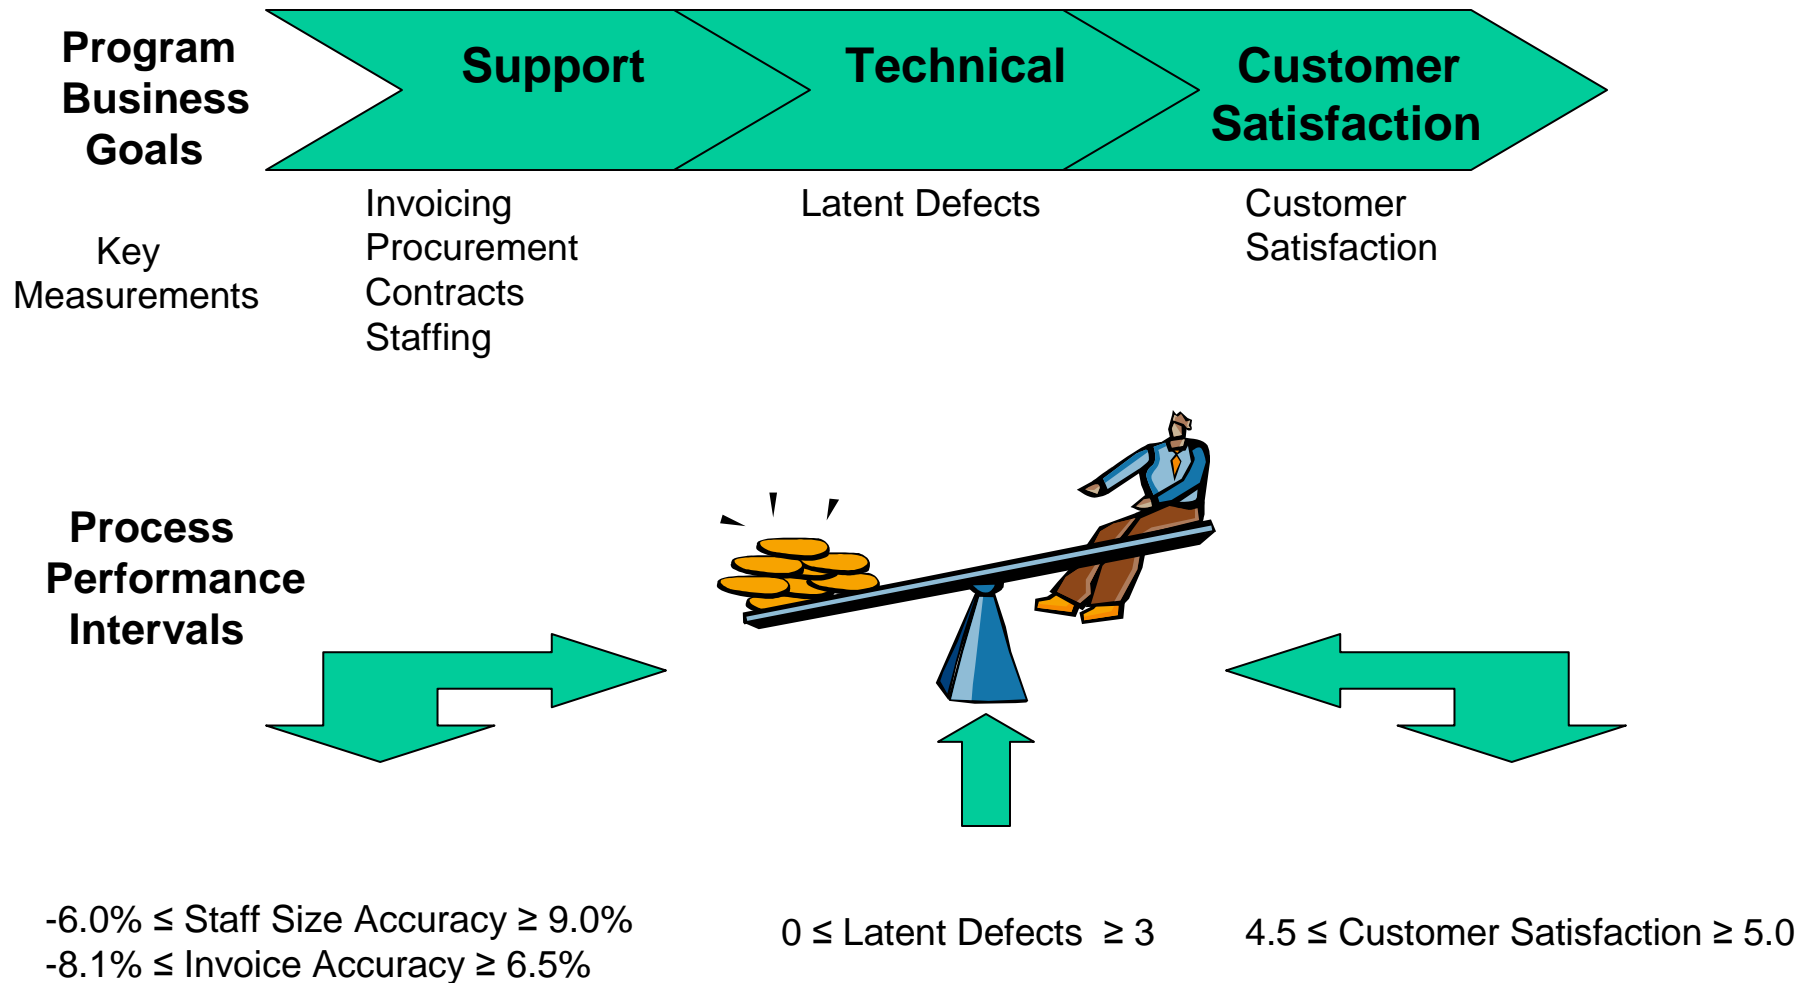 Program
Business
Goals
Support
Technical
Customer
Satisfaction
Key
Measurements
Invoicing
Procurement
Contracts
Staffing
Latent Defects
Customer
Satisfaction
Process
Performance
Intervals
-6.0% ≤ Staff Size Accuracy ≥ 9.0%
-8.1% ≤ Invoice Accuracy ≥ 6.5%
0 ≤ Latent Defects ≥ 3
4.5 ≤ Customer Satisfaction ≥ 5.0